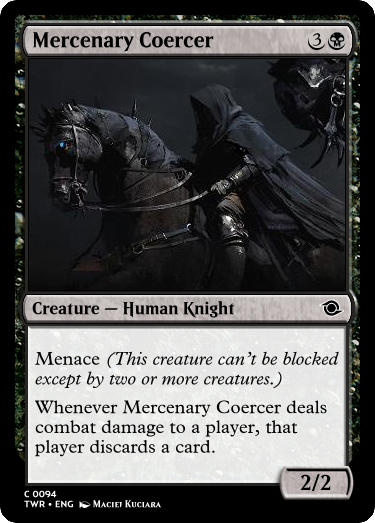 Mercenary Coercer 3
Creature — Human Knight
Menace (This creature can't be blocked
except by two or more creatures.)
Whenever Mercenary Coercer deals
combat damage to a player, that
player discards a card.
2/2
C 0094
TWR • ENG Maciej Kuciara